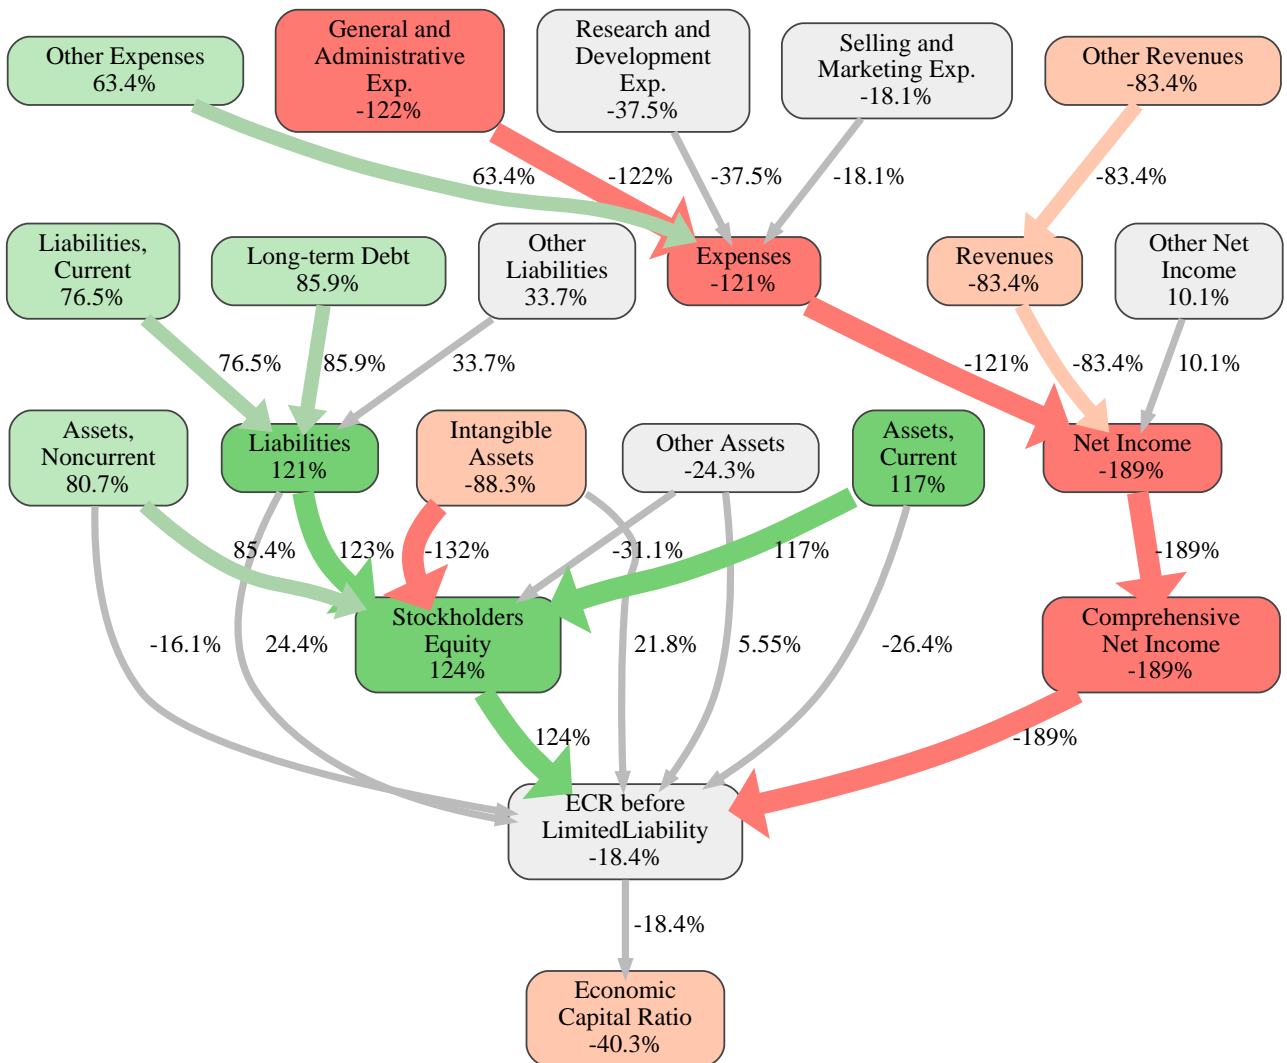 Other Expenses
63.4%
General and
Administrative
Exp.
-122%
Research and
Development
Exp.
-37.5%
Selling and
Marketing Exp.
-18.1%
Other Revenues
-83.4%
63.4%
-122%
-37.5%
-18.1%
-83.4%
Liabilities,
Current
76.5%
Long-term Debt
85.9%
Other
Liabilities
33.7%
Expenses
-121%
Revenues
-83.4%
Other Net
Income
10.1%
76.5%
85.9%
33.7%
-121%
-83.4%
10.1%
Assets,
Noncurrent
80.7%
Liabilities
121%
Intangible
Assets
-88.3%
Other Assets
-24.3%
Assets,
Current
117%
Net Income
-189%
85.4%
123%
-132%
-31.1%
117%
-189%
Stockholders
Equity
124%
Comprehensive
Net Income
-189%
-16.1%
24.4%
21.8%
5.55%
-26.4%
124%
-189%
ECR before
LimitedLiability
-18.4%
-18.4%
Economic
Capital Ratio
-40.3%